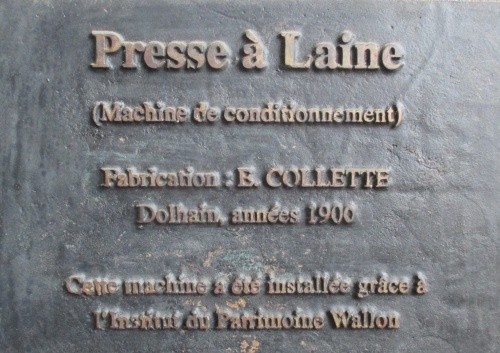 Presse à Laine
(Machine de conditionnement)
Fabrication : E. COLLETTE
Dolhain, années 1900
Cette machine a été installée grâce à
l'Institut du Patrimoine Wallon